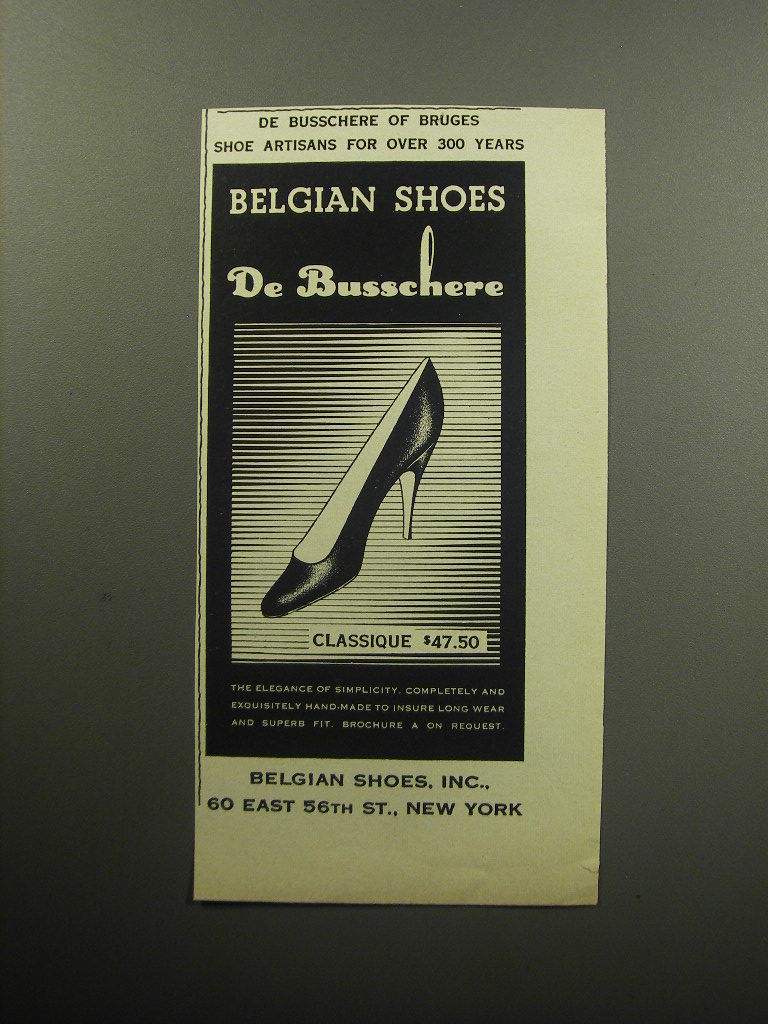 DE BUSSCHERE OF BRUGES
SHOE ARTISANS FOR OVER 300 YEARS
BELGIAN SHOES
De Busschere
CLASSIQUE $47.50
THE ELEGANCE OF SIMPLICITY. COMPLETELY AND
EXQUISITELY HAND-MADE TO INSURE LONG WEAR
AND SUPERB FIT. BROCHURE A ON REQUEST.
BELGIAN SHOES, INC.,
60 EAST 56TH ST., NEW YORK